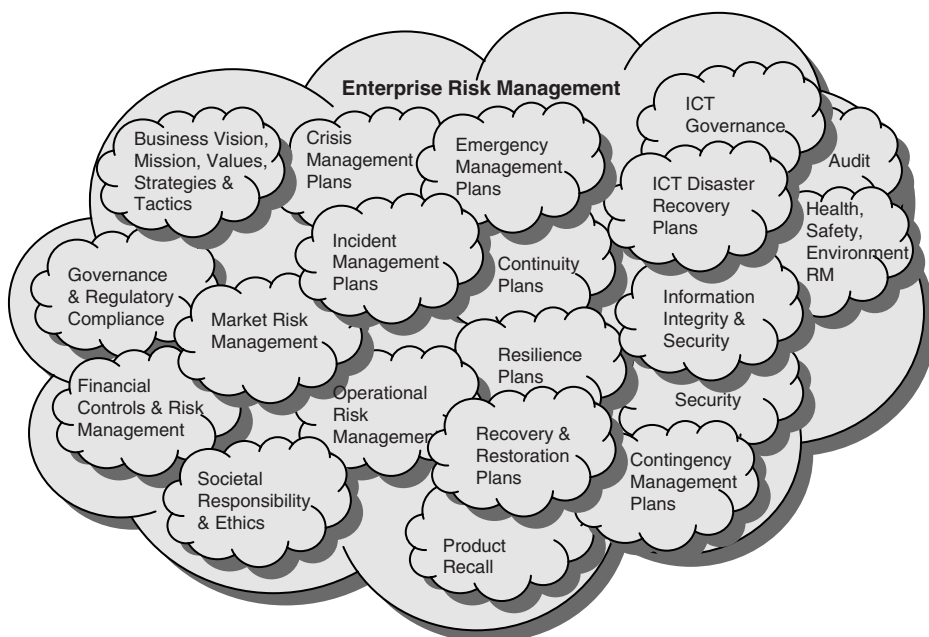 Enterprise Risk Management
Business Vision,
Mission, Values,
Strategies &
Tactics
Crisis
Management
Plans
Emergency
Management
Plans
ICT
Governance
Audit
ICT Disaster
Recovery
Plans
Health,
Safety,
Environment
RM
Governance
& Regulatory
Compliance
Incident
Management
Plans
Continuity
Plans
Information
Integrity &
Security
Market Risk
Management
Resilience
Plans
Financial
Controls & Risk
Management
Operational
Risk
Management
Security
Recovery &
Restoration
Plans
Contingency
Management
Plans
Societal
Responsibility
& Ethics
Product
Recall